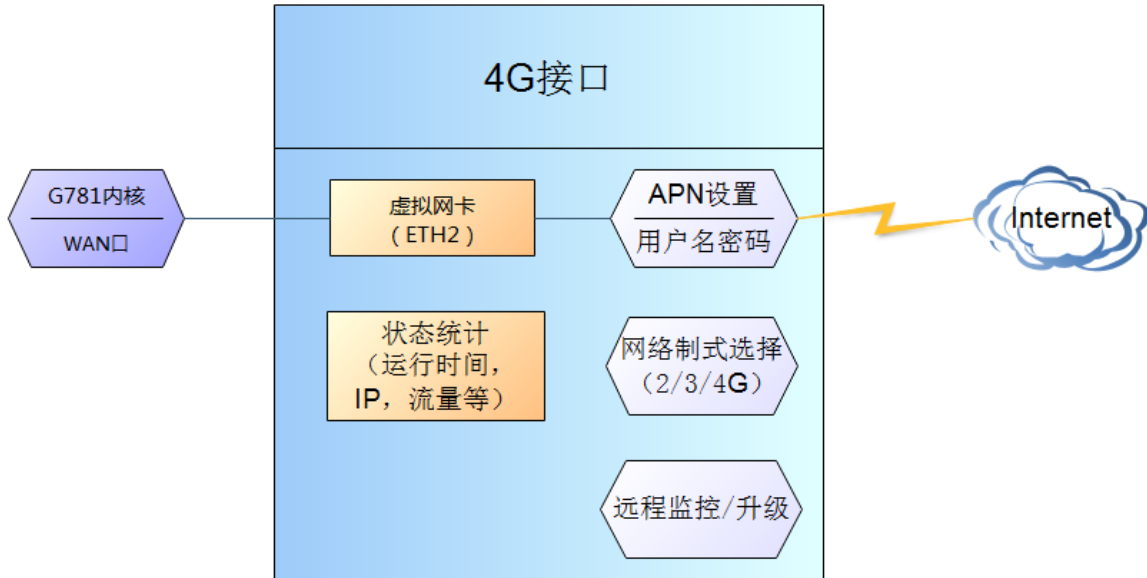 4G接口
G781内核
WAN口
虚拟网卡
（ETH2）
APN设置
用户名密码
Internet
状态统计
（运行时间，
IP，流量等）
网络制式选择
（2/3/4G）
远程监控/升级